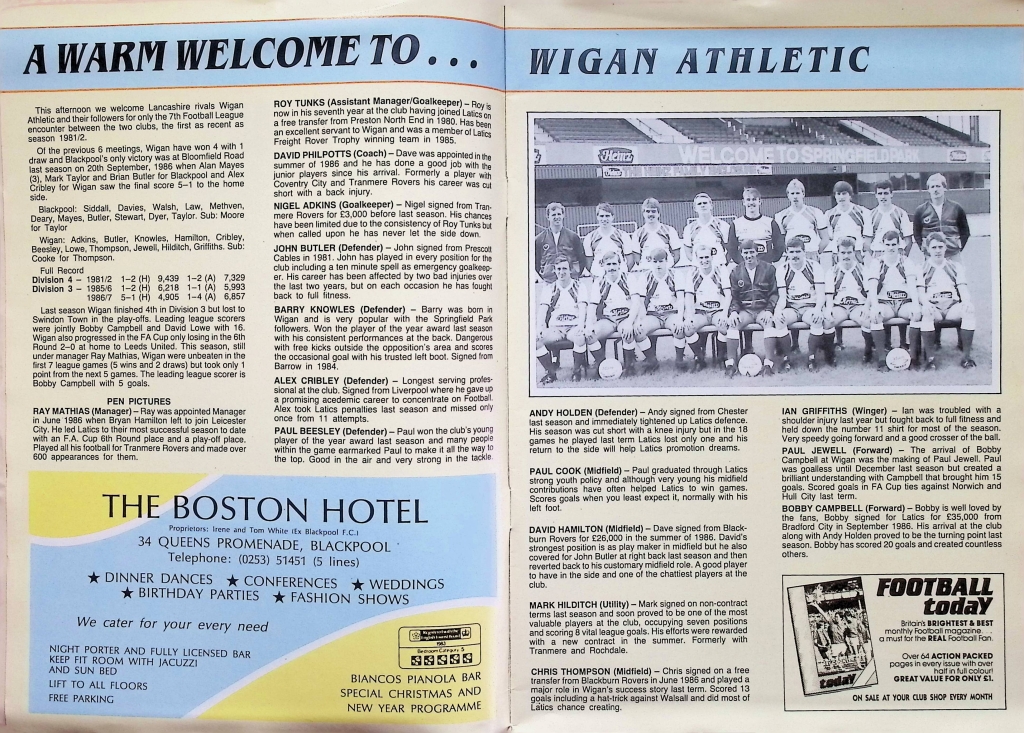 A WARM WELCOME TO . . .
This afternoon we welcome Lancashire rivals Wigan
Athletic and their followers for only the 7th Football League
encounter between the two clubs, the first as recent as
season 1981/2.
Of the previous 6 meetings, Wigan have won 4 with 1
draw and Blackpool's only victory was at Bloomfield Road
last season on 20th September, 1986 when Alan Mayes
(3), Mark Taylor and Brian Butler for Blackpool and Alex
Cribley for Wigan saw the final score 5–1 to the home
side.
Blackpool: Siddall, Davies, Walsh, Law, Methven,
Deary, Mayes, Butler, Stewart, Dyer, Taylor. Sub: Moore
for Taylor
Wigan: Adkins, Butler, Knowles, Hamilton, Cribley,
Beesley, Lowe, Thompson, Jewell, Hilditch, Griffiths. Sub:
Cooke for Thompson.
Full Record
Division 4 – 1981/2 1–2 (H) 9,439 1–2 (A) 7,329
Division 3 – 1985/6 1–2 (H) 6,218 1–1 (A) 5,993
1986/7 5–1 (H) 4,905 1–4 (A) 6,857
Last season Wigan finished 4th in Division 3 but lost to
Swindon Town in the play-offs. Leading league scorers
were jointly Bobby Campbell and David Lowe with 16.
Wigan also progressed in the FA Cup only losing in the 6th
Round 2–0 at home to Leeds United. This season, still
under manager Ray Mathias, Wigan were unbeaten in the
first 7 league games (5 wins and 2 draws) but took only 1
point from the next 5 games. The leading league scorer is
Bobby Campbell with 5 goals.
PEN PICTURES
RAY MATHIAS (Manager) – Ray was appointed Manager
in June 1986 when Bryan Hamilton left to join Leicester
City. He led Latics to their most successful season to date
with an F.A. Cup 6th Round place and a play-off place.
Played all his football for Tranmere Rovers and made over
600 appearances for them.
ROY TUNKS (Assistant Manager/Goalkeeper) – Roy is
now in his seventh year at the club having joined Latics on
a free transfer from Preston North End in 1980. Has been
an excellent servant to Wigan and was a member of Latics
Freight Rover Trophy winning team in 1985.
DAVID PHILPOTTS (Coach) – Dave was appointed in the
summer of 1986 and he has done a good job with the
junior players since his arrival. Formerly a player with
Coventry City and Tranmere Rovers his career was cut
short with a back injury.
NIGEL ADKINS (Goalkeeper) – Nigel signed from Tran-
mere Rovers for £3,000 before last season. His chances
have been limited due to the consistency of Roy Tunks but
when called upon he has never let the side down.
JOHN BUTLER (Defender) – John signed from Prescot
Cables in 1981. John has played in every position for the
club including a ten minute spell as emergency goalkeep-
er. His career has been affected by two bad injuries over
the last two years, but on each occasion he has fought
back to full fitness.
BARRY KNOWLES (Defender) – Barry was born in
Wigan and is very popular with the Springfield Park
followers. Won the player of the year award last season
with his consistent performances at the back. Dangerous
with free kicks outside the opposition's area and scores
the occasional goal with his trusted left boot. Signed from
Barrow in 1984.
ALEX CRIBLEY (Defender) – Longest serving profes-
sional at the club. Signed from Liverpool where he gave up
a promising acedemic career to concentrate on Football.
Alex took Latics penalties last season and missed only
once from 11 attempts.
PAUL BEESLEY (Defender) – Paul won the club's young
player of the year award last season and many people
within the game earmarked Paul to make it all the way to
the top. Good in the air and very strong in the tackle.
THE BOSTON HOTEL
Proprietors: Irene and Tom White (Ex Blackpool F.C.)
34 QUEENS PROMENADE, BLACKPOOL
Telephone: (0253) 51451 (5 lines)
★ DINNER DANCES ★ CONFERENCES ★ WEDDINGS
★ BIRTHDAY PARTIES ★ FASHION SHOWS
We cater for your every need
NIGHT PORTER AND FULLY LICENSED BAR
KEEP FIT ROOM WITH JACUZZI
AND SUN BED
LIFT TO ALL FLOORS
FREE PARKING
BIANCOS PIANOLA BAR
SPECIAL CHRISTMAS AND
NEW YEAR PROGRAMME
WIGAN ATHLETIC
Heinz
WELCOME TO
ANDY HOLDEN (Defender) – Andy signed from Chester
last season and immediately tightened up Latics defence.
His season was cut short with a knee injury but in the 18
games he played last term Latics lost only one and his
return to the side will help Latics promotion dreams.
PAUL COOK (Midfield) – Paul graduated through Latics
strong youth policy and although very young his midfield
contributions have often helped Latics to win games.
Scores goals when you least expect it, normally with his
left foot.
DAVID HAMILTON (Midfield) – Dave signed from Black-
burn Rovers for £26,000 in the summer of 1986. David's
strongest position is as play maker in midfield but he also
covered for John Butler at right back last season and then
reverted back to his customary midfield role. A good player
to have in the side and one of the chattiest players at the
club.
MARK HILDITCH (Utility) – Mark signed on non-contract
terms last season and soon proved to be one of the most
valuable players at the club, occupying seven positions
and scoring 8 vital league goals. His efforts were rewarded
with a new contract in the summer. Formerly with
Tranmere and Rochdale.
CHRIS THOMPSON (Midfield) – Chris signed on a free
transfer from Blackburn Rovers in June 1986 and played a
major role in Wigan's success story last term. Scored 13
goals including a hat-trick against Walsall and did most of
Latics chance creating.
IAN GRIFFITHS (Winger) – Ian was troubled with a
shoulder injury last year but fought back to full fitness and
held down the number 11 shirt for most of the season.
Very speedy going forward and a good crosser of the ball.
PAUL JEWELL (Forward) – The arrival of Bobby
Campbell at Wigan was the making of Paul Jewell. Paul
was goalless until December last season but created a
brilliant understanding with Campbell that brought him 15
goals. Scored goals in FA Cup ties against Norwich and
Hull City last term.
BOBBY CAMPBELL (Forward) – Bobby is well loved by
the fans, Bobby signed for Latics for £35,000 from
Bradford City in September 1986. His arrival at the club
along with Andy Holden proved to be the turning point last
season. Bobby has scored 20 goals and created countless
others.
FOOTBALL
today
Britain's BRIGHTEST & BEST
monthly Football magazine . . .
a must for the REAL Football Fan.
Over 64 ACTION PACKED
pages in every issue with over
half in full colour!
GREAT VALUE FOR ONLY £1.
today
ON SALE AT YOUR CLUB SHOP EVERY MONTH